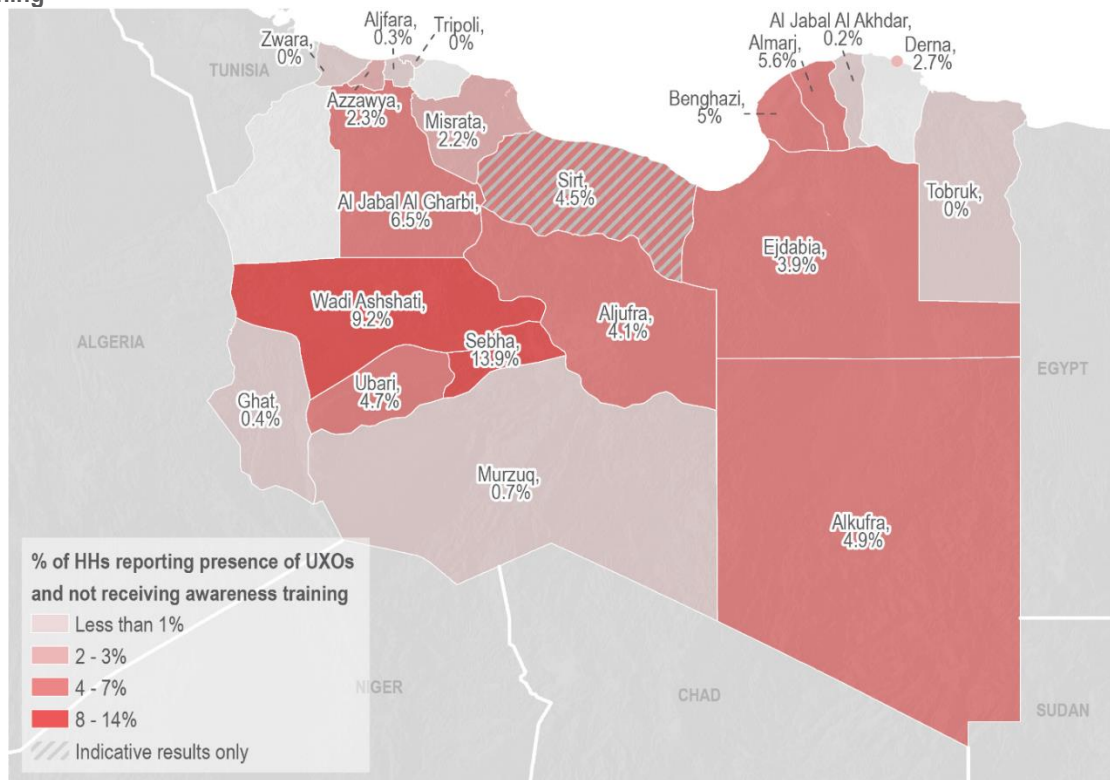 Zwara,
0%
Aljfara,
0.3%
Tripoli,
0%
Al Jabal Al Akhdar,
0.2%
Almarj,
5.6%
Derna,
2.7%
TUNISIA
Azzawya,
2.3%
Misrata,
2.2%
Benghazi,
5%
Sirt,
4.5%
Tobruk,
0%
Al Jabal Al Gharbi,
6.5%
Ejdabia,
3.9%
Wadi Ashshati,
9.2%
Aljufra,
4.1%
ALGERIA
Sebha,
13.9%
EGYPT
Ubari,
4.7%
Ghat,
0.4%
Murzuq,
0.7%
Alkufra,
4.9%
% of HHs reporting presence of UXOs
and not receiving awareness training
Less than 1%
2 - 3%
4 - 7%
8 - 14%
Indicative results only
NIGER
CHAD
SUDAN